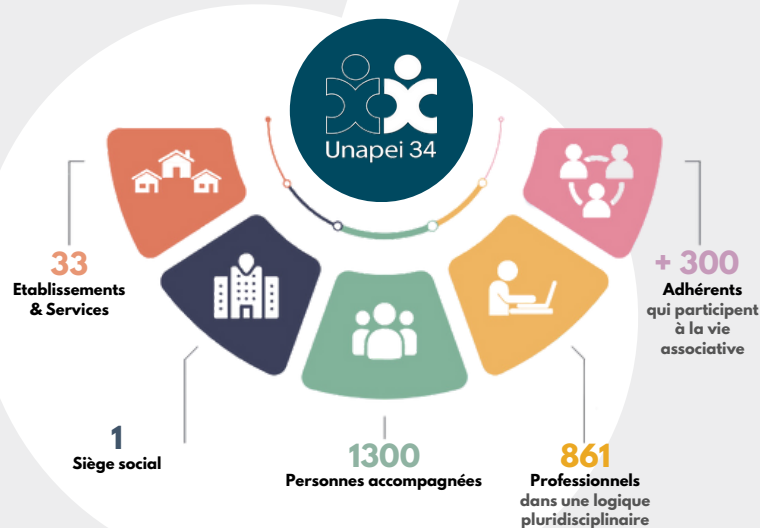 Unapei 34
33
Etablissements
& Services
1
Siège social
1300
Personnes accompagnées
861
Professionnels
dans une logique
pluridisciplinaire
+ 300
Adhérents
qui participent
à la vie
associative